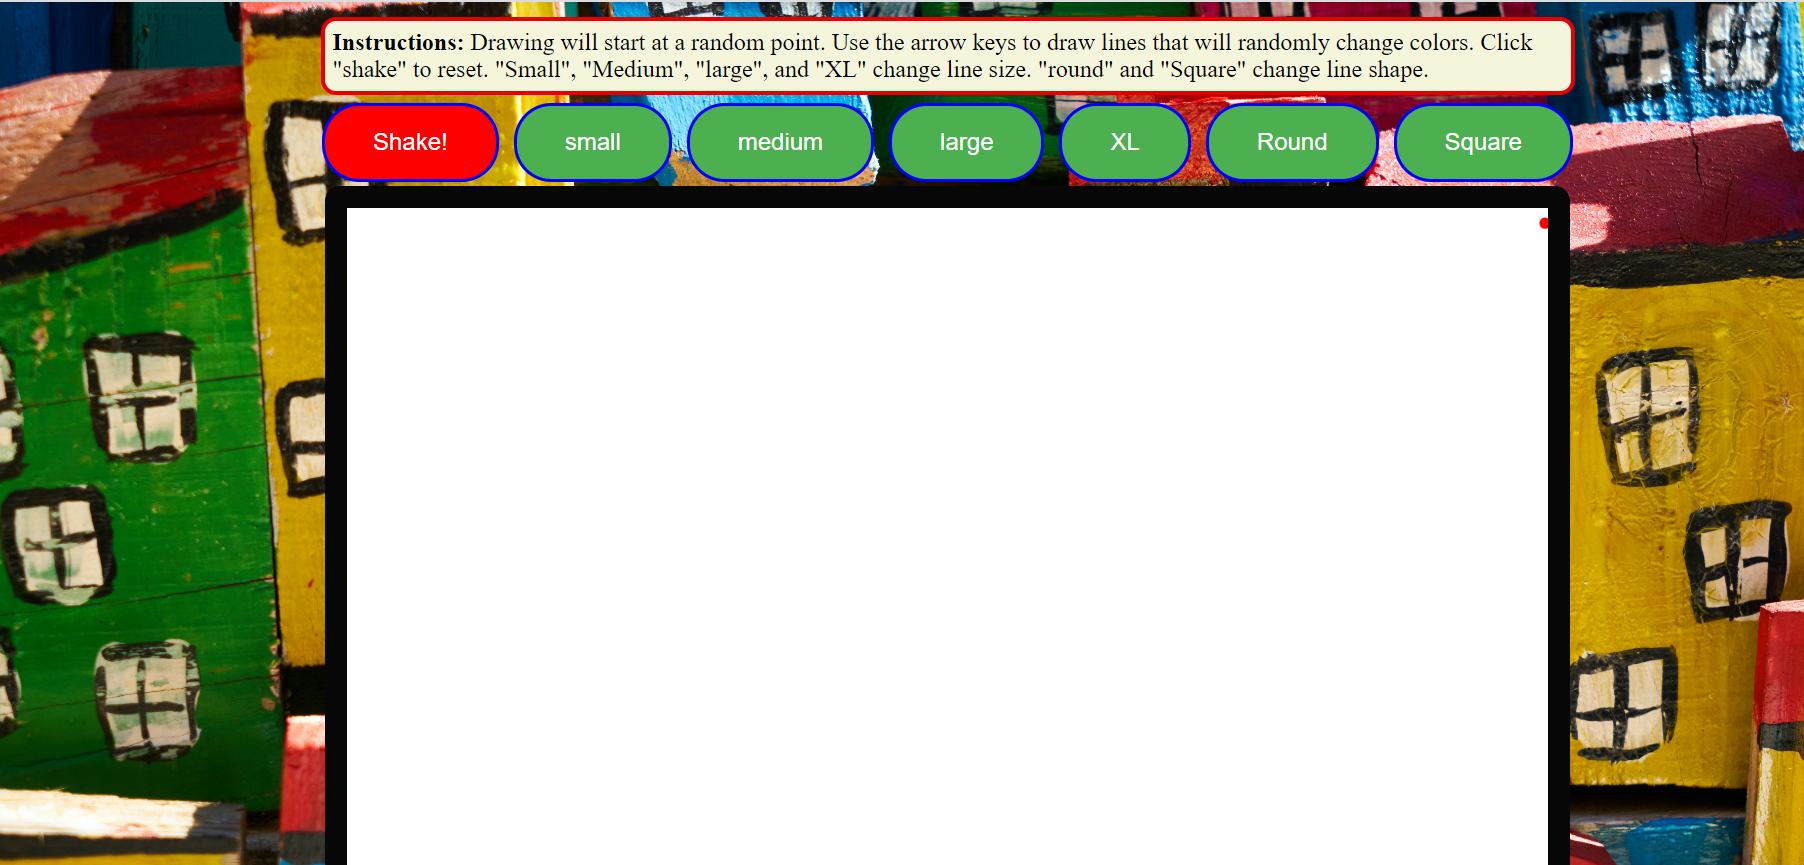 Instructions: Drawing will start at a random point. Use the arrow keys to draw lines that will randomly change colors. Click
"shake" to reset. "Small", "Medium", "large", and "XL" change line size. "round" and "Square" change line shape.
Shake! small medium large XL Round Square